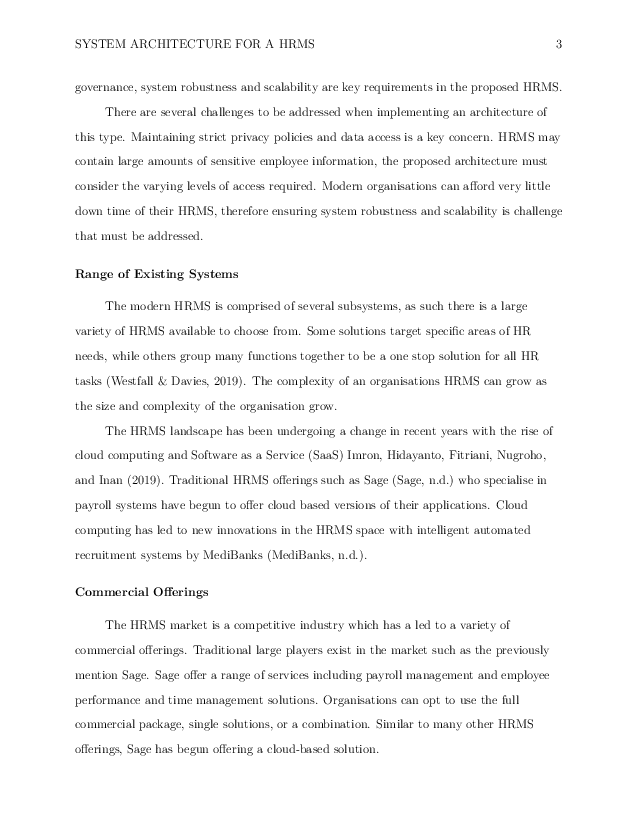 SYSTEM ARCHITECTURE FOR A HRMS 3
governance, system robustness and scalability are key requirements in the proposed HRMS.
There are several challenges to be addressed when implementing an architecture of
this type. Maintaining strict privacy policies and data access is a key concern. HRMS may
contain large amounts of sensitive employee information, the proposed architecture must
consider the varying levels of access required. Modern organisations can afford very little
down time of their HRMS, therefore ensuring system robustness and scalability is challenge
that must be addressed.
Range of Existing Systems
The modern HRMS is comprised of several subsystems, as such there is a large
variety of HRMS available to choose from. Some solutions target specific areas of HR
needs, while others group many functions together to be a one stop solution for all HR
tasks (Westfall & Davies, 2019). The complexity of an organisations HRMS can grow as
the size and complexity of the organisation grow.
The HRMS landscape has been undergoing a change in recent years with the rise of
cloud computing and Software as a Service (SaaS) Imron, Hidayanto, Fitriani, Nugroho,
and Inan (2019). Traditional HRMS offerings such as Sage (Sage, n.d.) who specialise in
payroll systems have begun to offer cloud based versions of their applications. Cloud
computing has led to new innovations in the HRMS space with intelligent automated
recruitment systems by MediBanks (MediBanks, n.d.).
Commercial Offerings
The HRMS market is a competitive industry which has a led to a variety of
commercial offerings. Traditional large players exist in the market such as the previously
mention Sage. Sage offer a range of services including payroll management and employee
performance and time management solutions. Organisations can opt to use the full
commercial package, single solutions, or a combination. Similar to many other HRMS
offerings, Sage has begun offering a cloud-based solution.